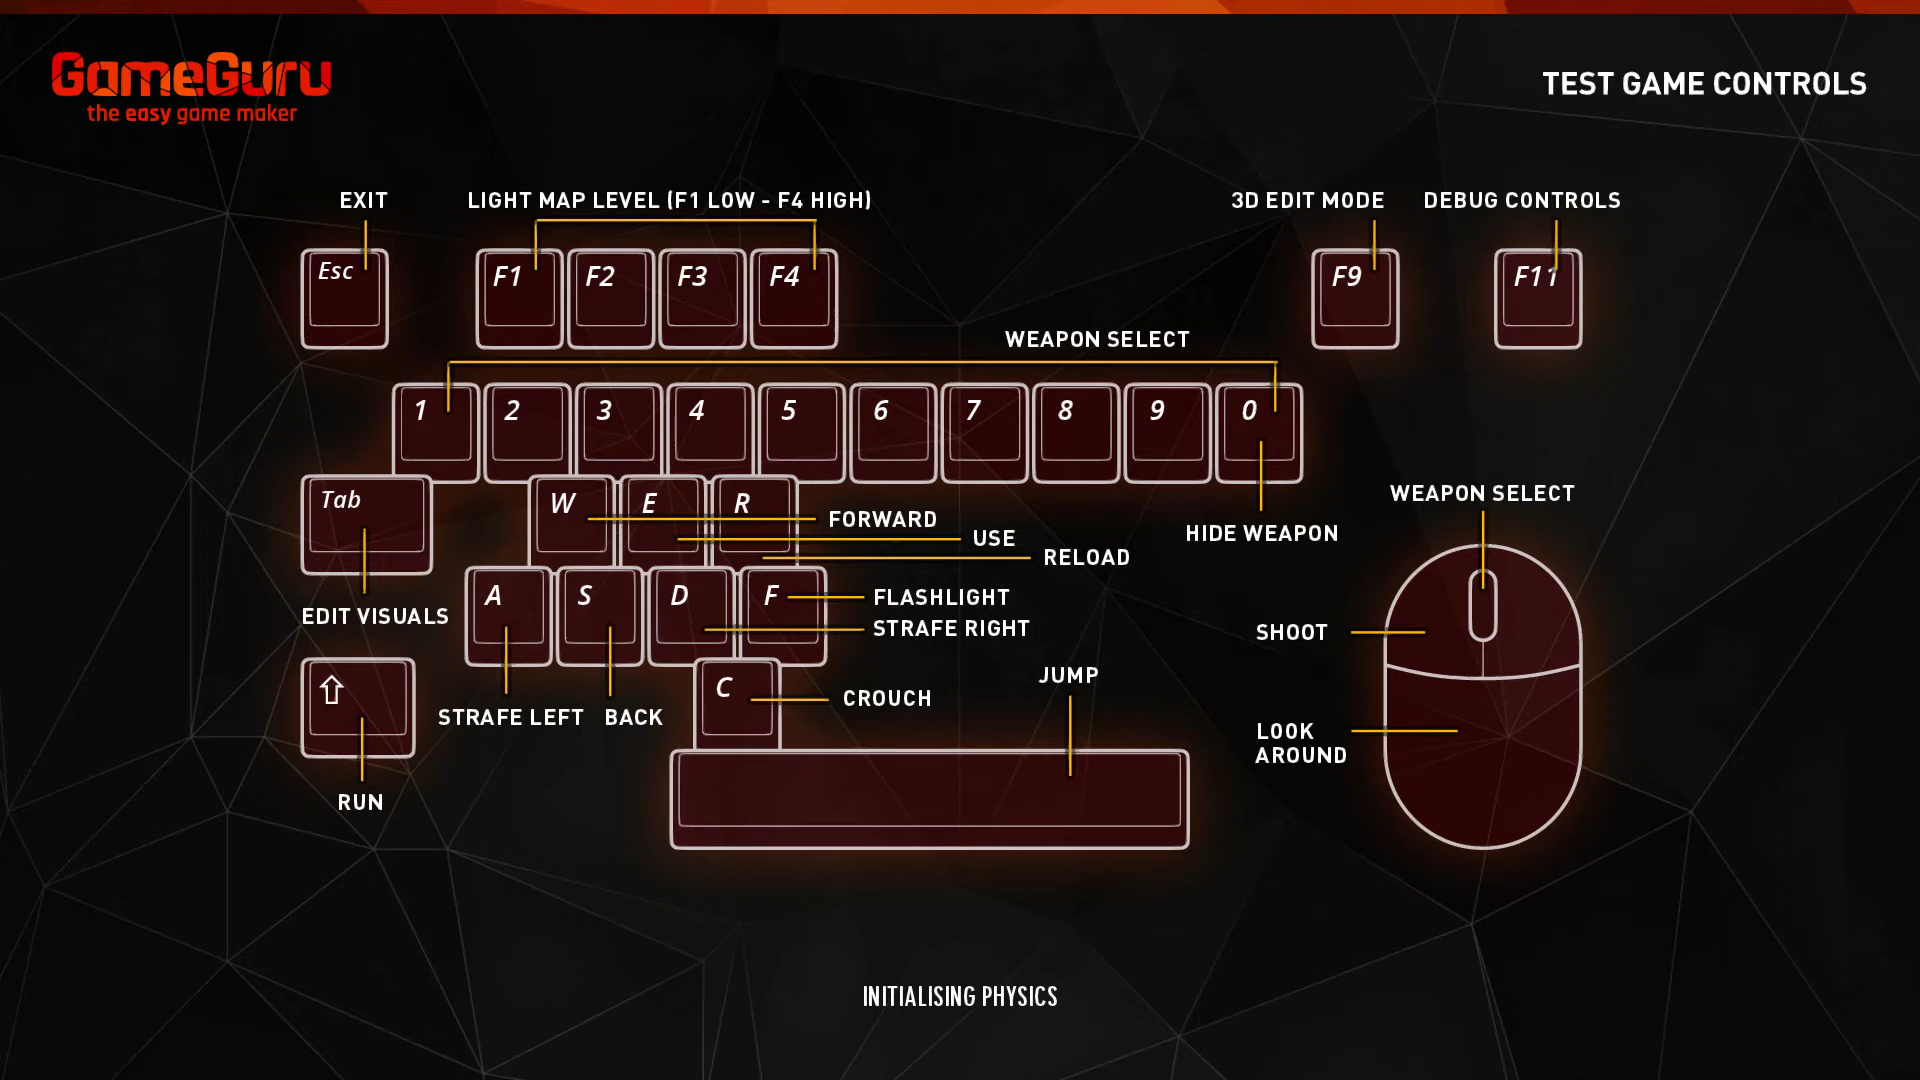 GameGuru
the easy game maker
TEST GAME CONTROLS
EXIT
LIGHT MAP LEVEL (F1 LOW - F4 HIGH)
3D EDIT MODE
DEBUG CONTROLS
Esc
F1
F2
F3
F4
F9
F11
WEAPON SELECT
1
2
3
4
5
6
7
8
9
0
Tab
W
E
R
FORWARD
USE
RELOAD
HIDE WEAPON
WEAPON SELECT
EDIT VISUALS
A
S
D
F
FLASHLIGHT
STRAFE RIGHT
SHOOT
STRAFE LEFT
BACK
C
CROUCH
JUMP
LOOK
AROUND
RUN
INITIALISING PHYSICS